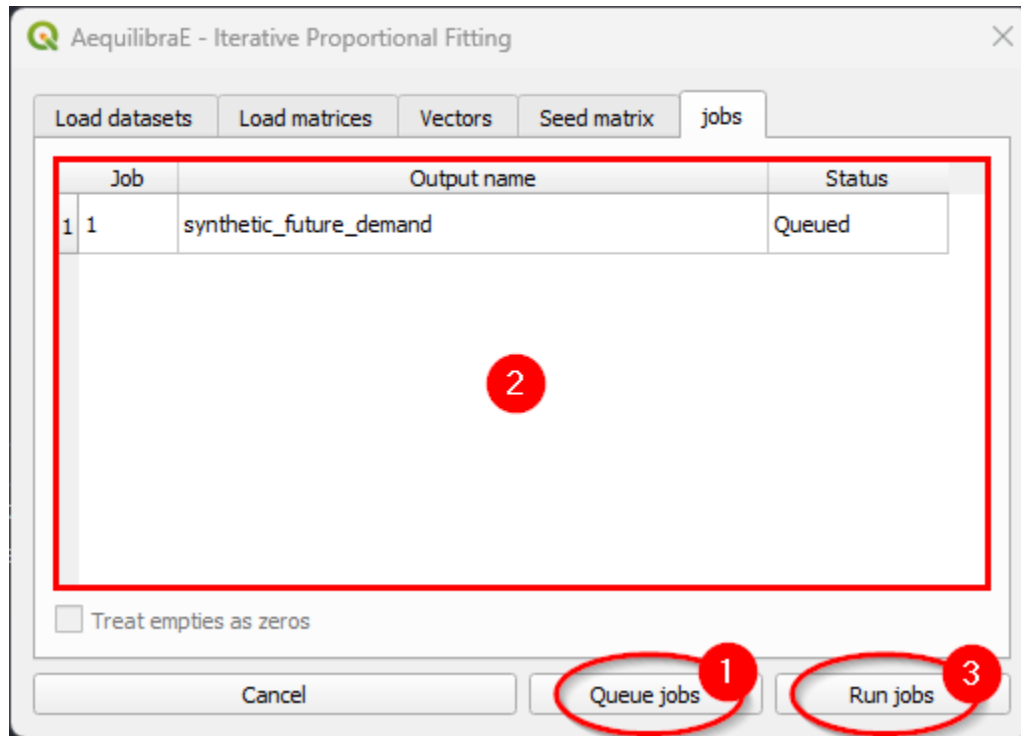 AequilibraE - Iterative Proportional Fitting
Load datasets Load matrices Vectors Seed matrix jobs
Job Output name Status
1 1 synthetic_future_demand Queued
2
Treat empties as zeros
1 3
Cancel Queue jobs Run jobs